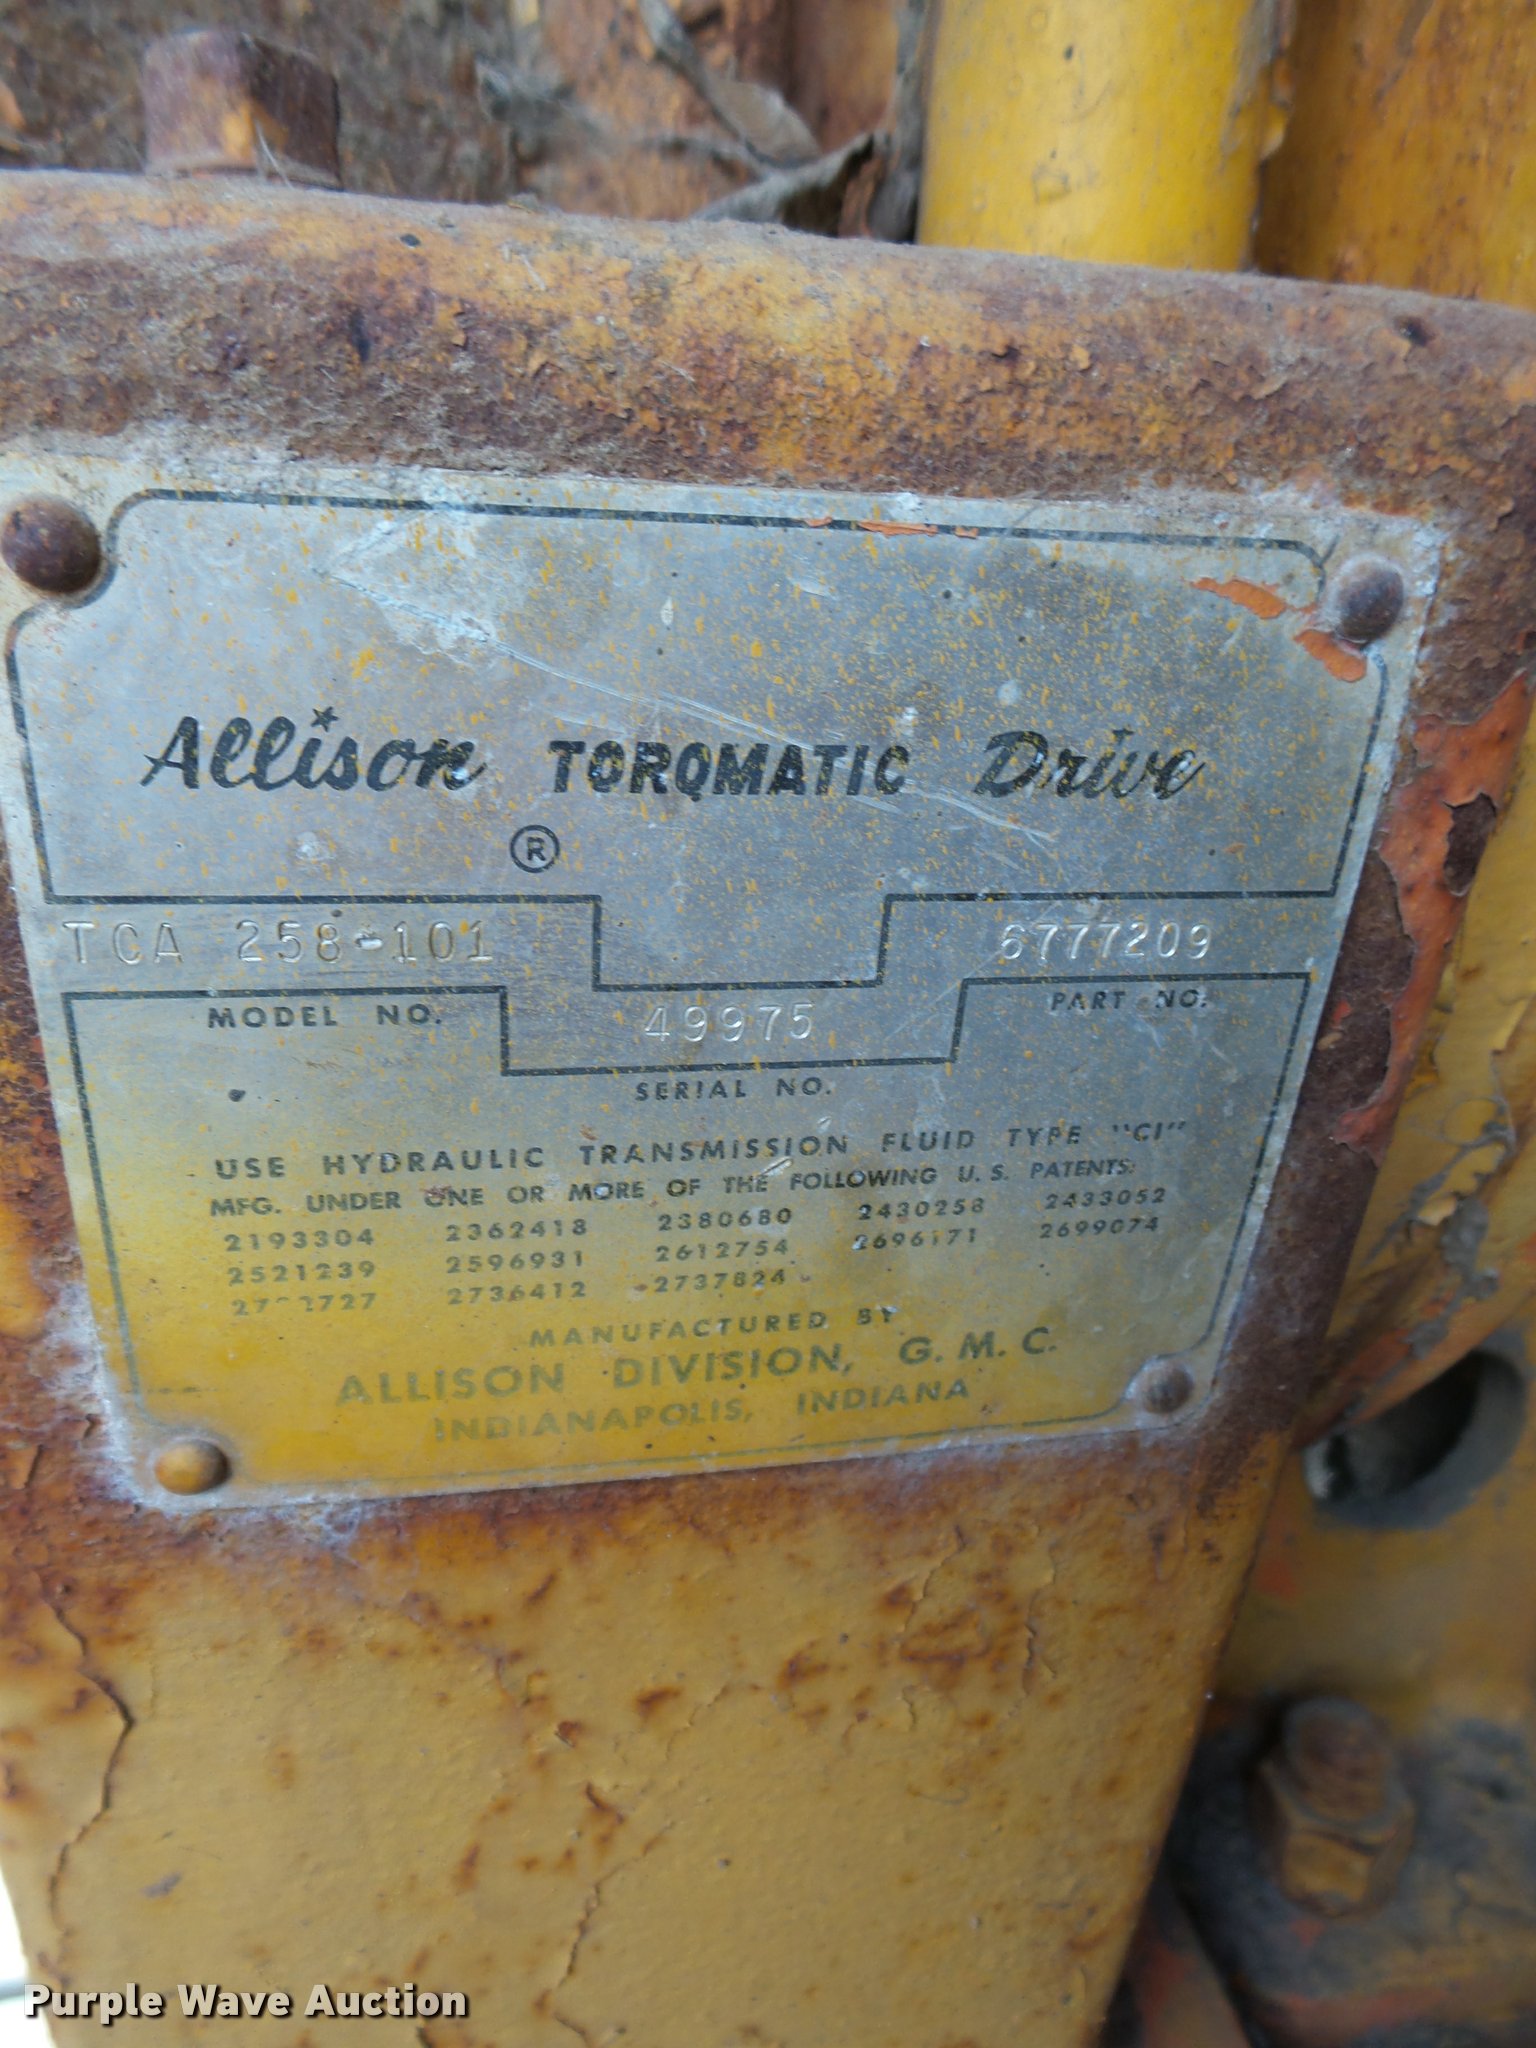 Allison TORQMATIC Drive
®
TCA 258-101
6777209
MODEL NO.
49975
PART NO.
SERIAL NO.
USE HYDRAULIC TRANSMISSION FLUID TYPE "C1"
MFG. UNDER ONE OR MORE OF THE FOLLOWING U. S. PATENTS:
2193304 2362418 2380680 2430258 2433052
2521239 2596931 2612754 2696171 2699074
2736412 2737824
MANUFACTURED BY
ALLISON DIVISION, G. M. C.
INDIANAPOLIS, INDIANA
Purple Wave Auction